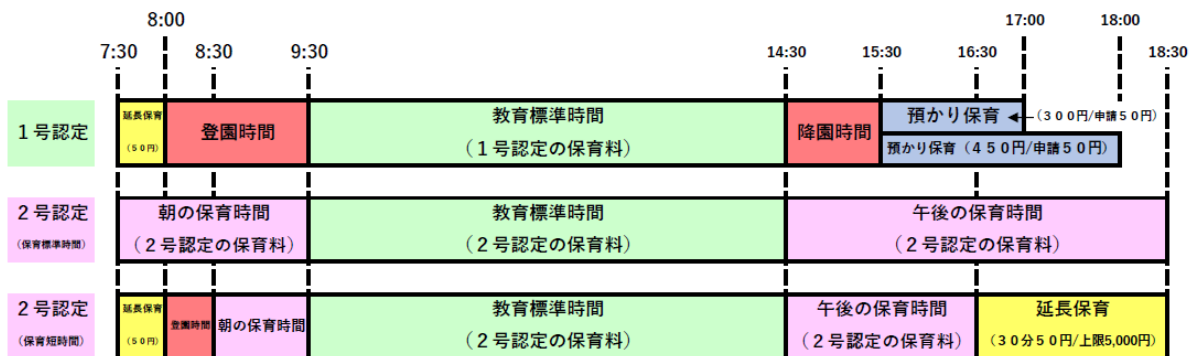 8:00
17:00
18:00
7:30
8:30
9:30
14:30
15:30
16:30
18:30
1号認定
延長保育
(50円)
登園時間
教育標準時間
(1号認定の保育料)
降園時間
預かり保育
(300円/申請50円)
預かり保育(450円/申請50円)
2号認定
(保育標準時間)
朝の保育時間
(2号認定の保育料)
教育標準時間
(2号認定の保育料)
午後の保育時間
(2号認定の保育料)
2号認定
(保育短時間)
延長保育
(50円)
登園時間
朝の保育時間
教育標準時間
(2号認定の保育料)
午後の保育時間
(2号認定の保育料)
延長保育
(30分50円/上限5,000円)